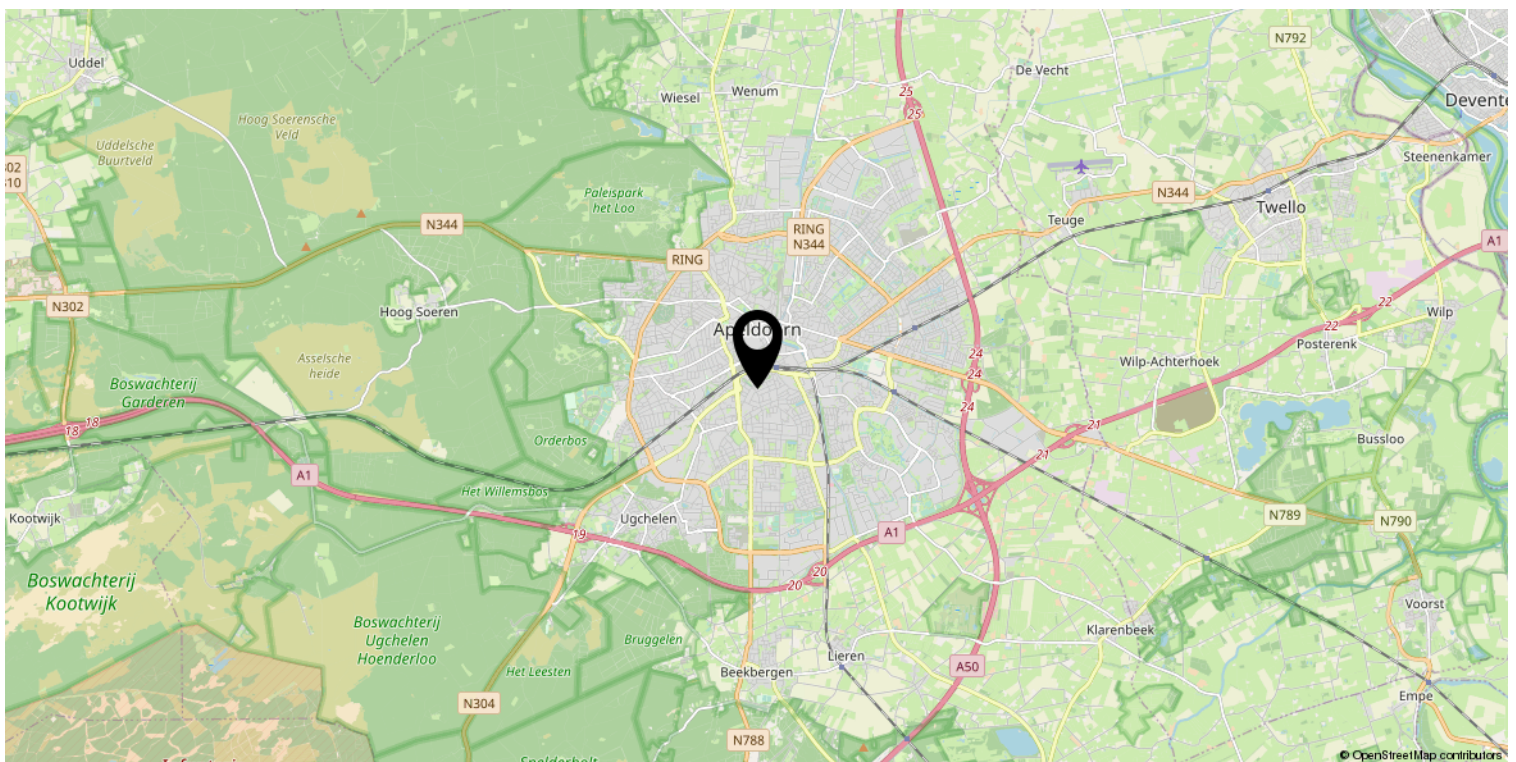 N792
Uddel
De Vecht
Wiesel
Wenum
25
25
Hoog Soerensche
Veld
Uddelsche
Buurtveld
Steenenkamer
Paleispark
het Loo
N344
Twello
Teuge
N344
RING
N344
A1
RING
N302
Hoog Soeren
22
22
Wilp
Posterenk
24
24
24
Wilp-Achterhoek
Asselsche
heide
Boswachterij
Garderen
18
18
21
21
Orderbos
Bussloo
A1
Het Willemsbos
Kootwijk
Ugchelen
19
A1
N789
N790
20
20
Boswachterij
Kootwijk
Boswachterij
Ugchelen
Hoenderloo
Voorst
Klarenbeek
Bruggelen
Lieren
A50
Het Leesten
Beekbergen
Empe
N304
N788
© OpenStreetMap contributors